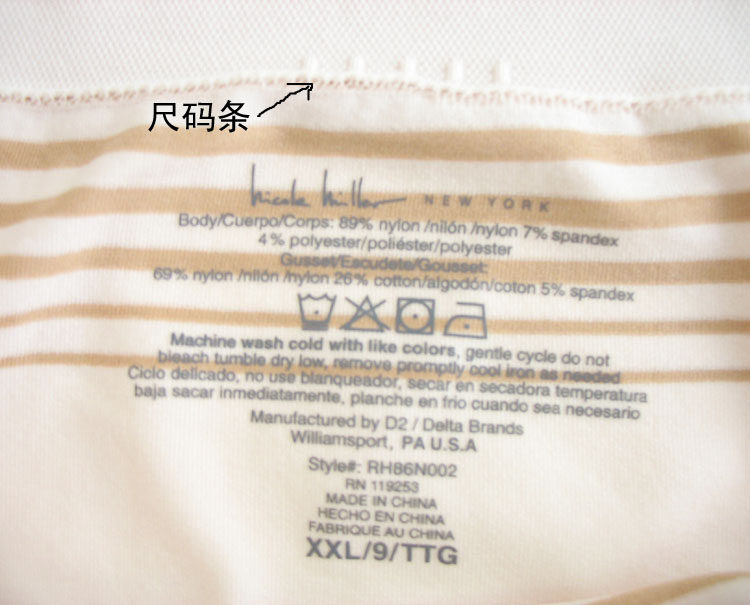 尺码条
nicole miller NEW YORK
Body/Cuerpo/Corps: 89% nylon /nilón /nylon 7% spandex
4% polyester/poliéster/polyester
Gusset/Escudete/Gousset:
69% nylon /nilón /nylon 26% cotton/algodón/coton 5% spandex
Machine wash cold with like colors, gentle cycle do not
bleach tumble dry low, remove promptly cool iron as needed
Ciclo delicado, no use blanqueador, secar en secadora temperatura
baja sacar inmediatamente, planche en frio cuando sea necesario
Manufactured by D2 / Delta Brands
Williamsport, PA U.S.A
Style#: RH86N002
RN 119253
MADE IN CHINA
HECHO EN CHINA
FABRIQUE AU CHINA
XXL/9/TTG